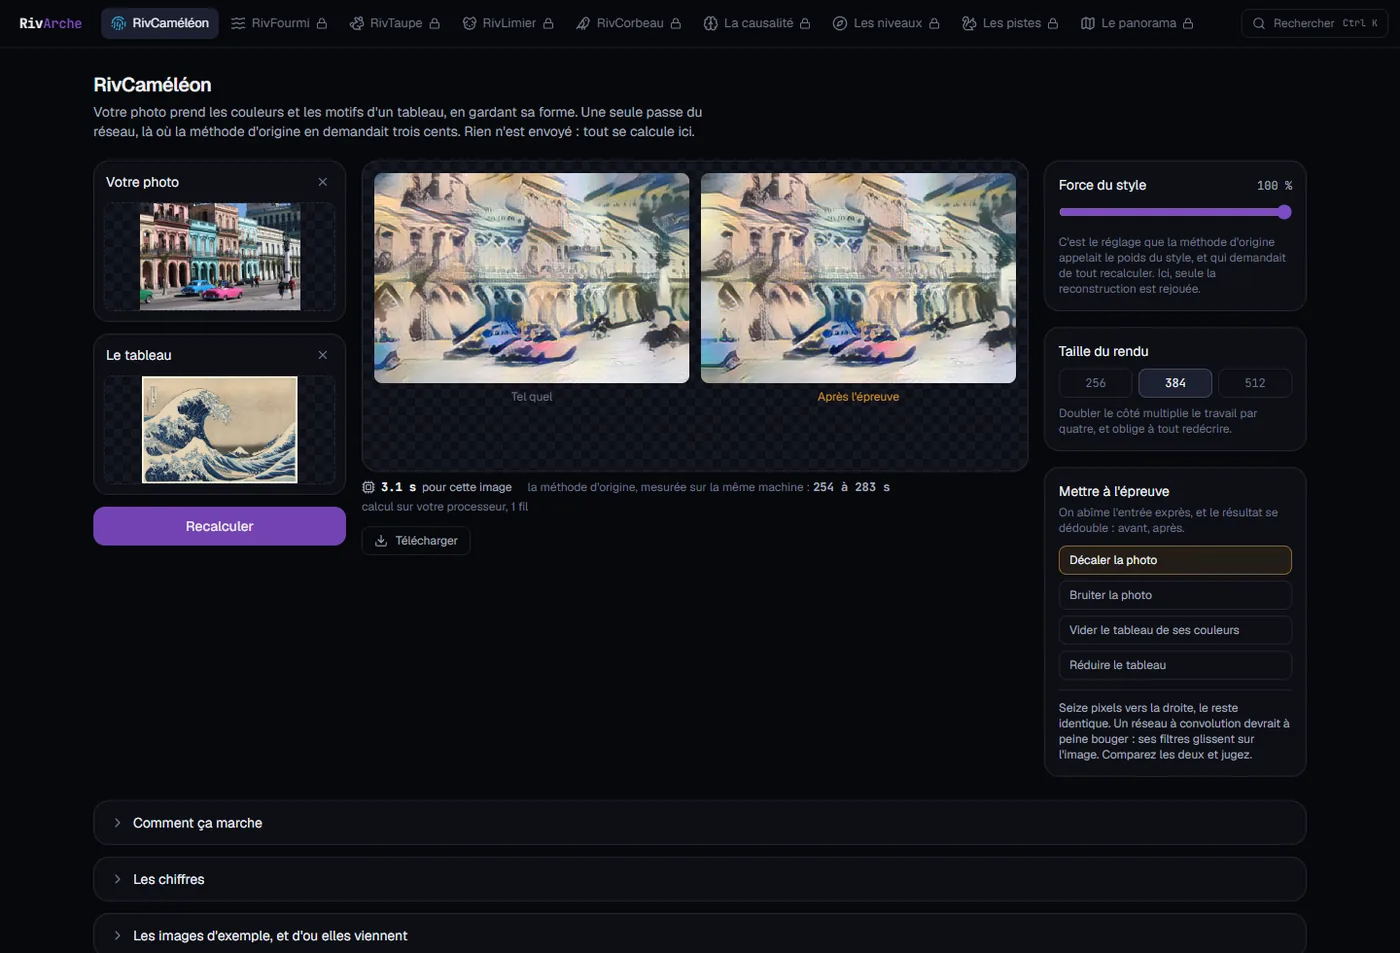 RivArche
RivCaméléon
RivFourmi
RivTaupe
RivLimier
RivCorbeau
La causalité
Les niveaux
Les pistes
Le panorama
Rechercher Ctrl K
RivCaméléon
Votre photo prend les couleurs et les motifs d'un tableau, en gardant sa forme. Une seule passe du
réseau, là où la méthode d'origine en demandait trois cents. Rien n'est envoyé : tout se calcule ici.
Votre photo
Le tableau
Recalculer
Tel quel
Après l'épreuve
3.1 s pour cette image
la méthode d'origine, mesurée sur la même machine : 254 à 283 s
calcul sur votre processeur, 1 fil
Télécharger
Force du style 100 %
C'est le réglage que la méthode d'origine
appelait le poids du style, et qui demandait
de tout recalculer. Ici, seule la
reconstruction est rejouée.
Taille du rendu
256 384 512
Doubler le côté multiplie le travail par
quatre, et oblige à tout redécrire.
Mettre à l'épreuve
On abîme l'entrée exprès, et le résultat se
dédouble : avant, après.
Décaler la photo
Bruiter la photo
Vider le tableau de ses couleurs
Réduire le tableau
Seize pixels vers la droite, le reste
identique. Un réseau à convolution devrait à
peine bouger : ses filtres glissent sur
l'image. Comparez les deux et jugez.
Comment ça marche
Les chiffres
Les images d'exemple, et d'ou elles viennent